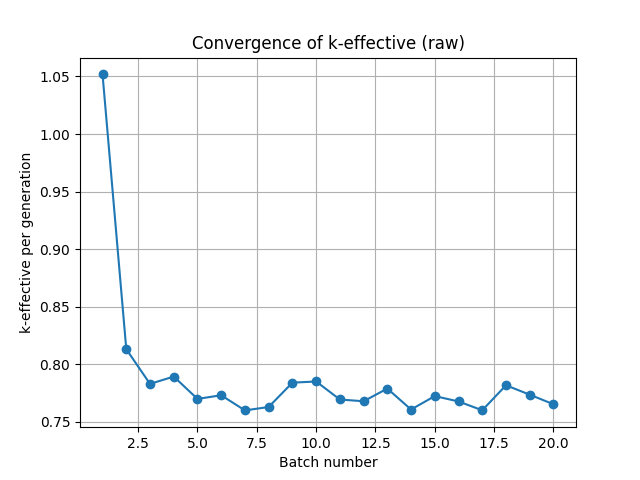 Convergence of k-effective (raw)
1.05
1.00
0.95
0.90
0.85
0.80
0.75
k-effective per generation
2.5 5.0 7.5 10.0 12.5 15.0 17.5 20.0
Batch number